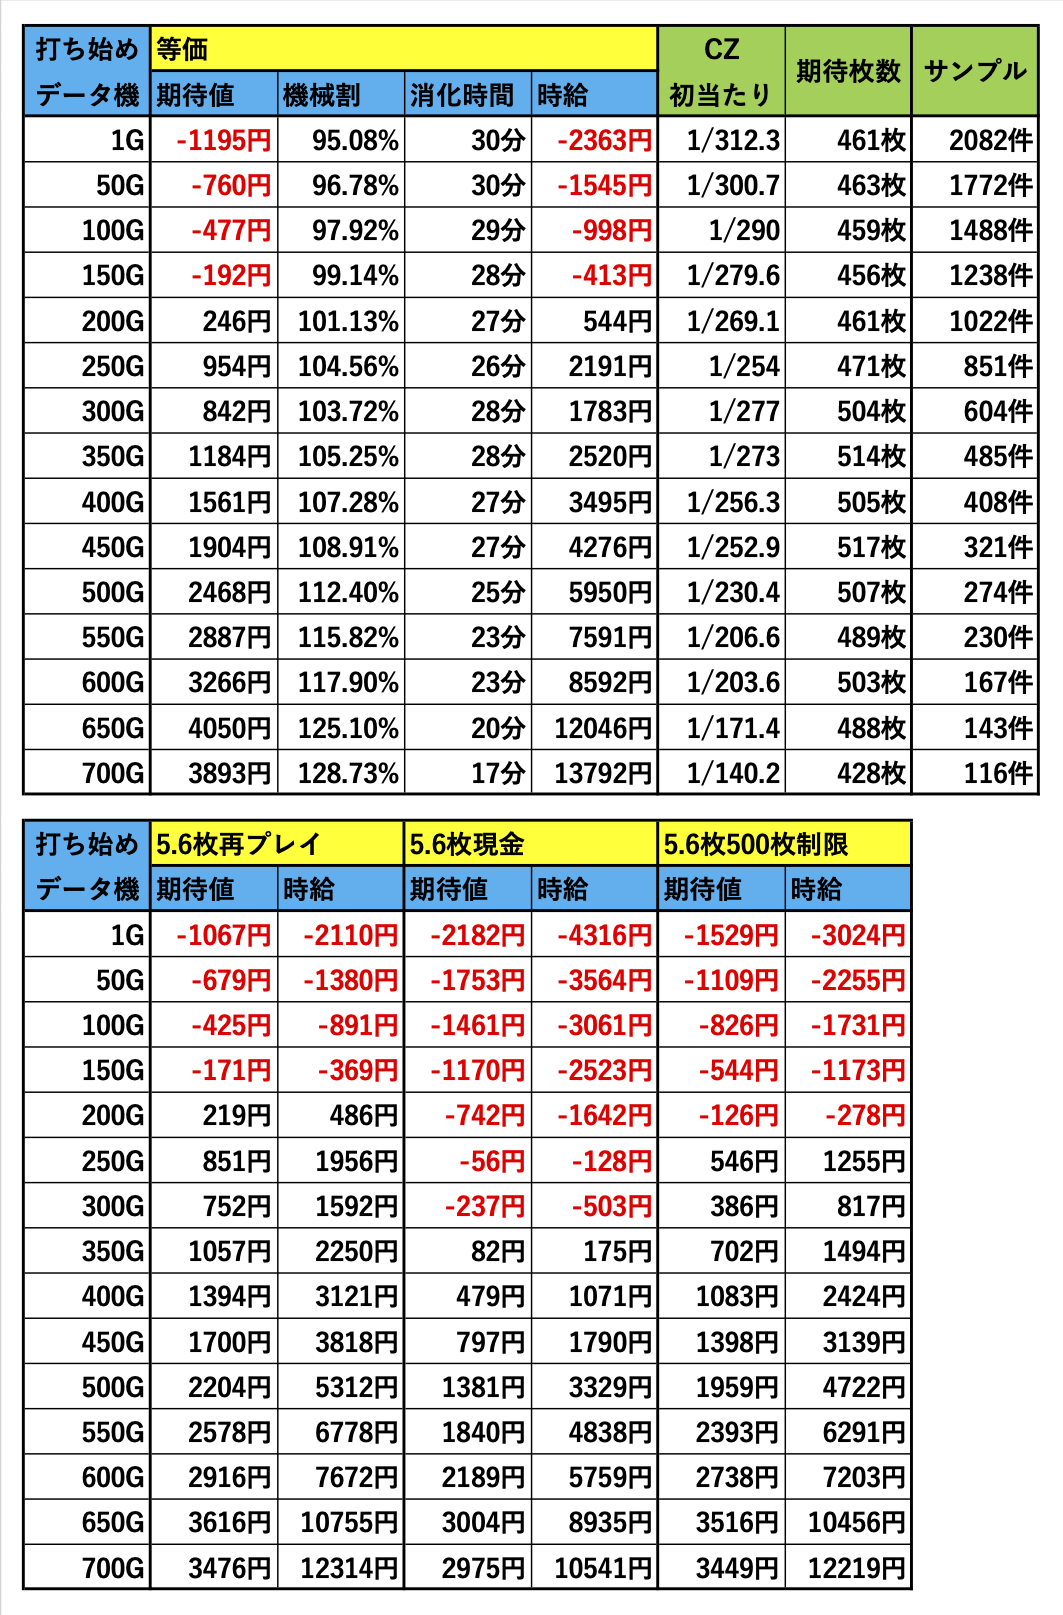 打ち始め 等価 CZ 期待枚数 サンプル
データ機 期待値 機械割 消化時間 時給 初当たり
1G -1195円 95.08% 30分 -2363円 1/312.3 461枚 2082件
50G -760円 96.78% 30分 -1545円 1/300.7 463枚 1772件
100G -477円 97.92% 29分 -998円 1/290 459枚 1488件
150G -192円 99.14% 28分 -413円 1/279.6 456枚 1238件
200G 246円 101.13% 27分 544円 1/269.1 461枚 1022件
250G 954円 104.56% 26分 2191円 1/254 471枚 851件
300G 842円 103.72% 28分 1783円 1/277 504枚 604件
350G 1184円 105.25% 28分 2520円 1/273 514枚 485件
400G 1561円 107.28% 27分 3495円 1/256.3 505枚 408件
450G 1904円 108.91% 27分 4276円 1/252.9 517枚 321件
500G 2468円 112.40% 25分 5950円 1/230.4 507枚 274件
550G 2887円 115.82% 23分 7591円 1/206.6 489枚 230件
600G 3266円 117.90% 23分 8592円 1/203.6 503枚 167件
650G 4050円 125.10% 20分 12046円 1/171.4 488枚 143件
700G 3893円 128.73% 17分 13792円 1/140.2 428枚 116件
打ち始め 5.6枚再プレイ 5.6枚現金 5.6枚500枚制限
データ機 期待値 時給 期待値 時給 期待値 時給
1G -1067円 -2110円 -2182円 -4316円 -1529円 -3024円
50G -679円 -1380円 -1753円 -3564円 -1109円 -2255円
100G -425円 -891円 -1461円 -3061円 -826円 -1731円
150G -171円 -369円 -1170円 -2523円 -544円 -1173円
200G 219円 486円 -742円 -1642円 -126円 -278円
250G 851円 1956円 -56円 -128円 546円 1255円
300G 752円 1592円 -237円 -503円 386円 817円
350G 1057円 2250円 82円 175円 702円 1494円
400G 1394円 3121円 479円 1071円 1083円 2424円
450G 1700円 3818円 797円 1790円 1398円 3139円
500G 2204円 5312円 1381円 3329円 1959円 4722円
550G 2578円 6778円 1840円 4838円 2393円 6291円
600G 2916円 7672円 2189円 5759円 2738円 7203円
650G 3616円 10755円 3004円 8935円 3516円 10456円
700G 3476円 12314円 2975円 10541円 3449円 12219円